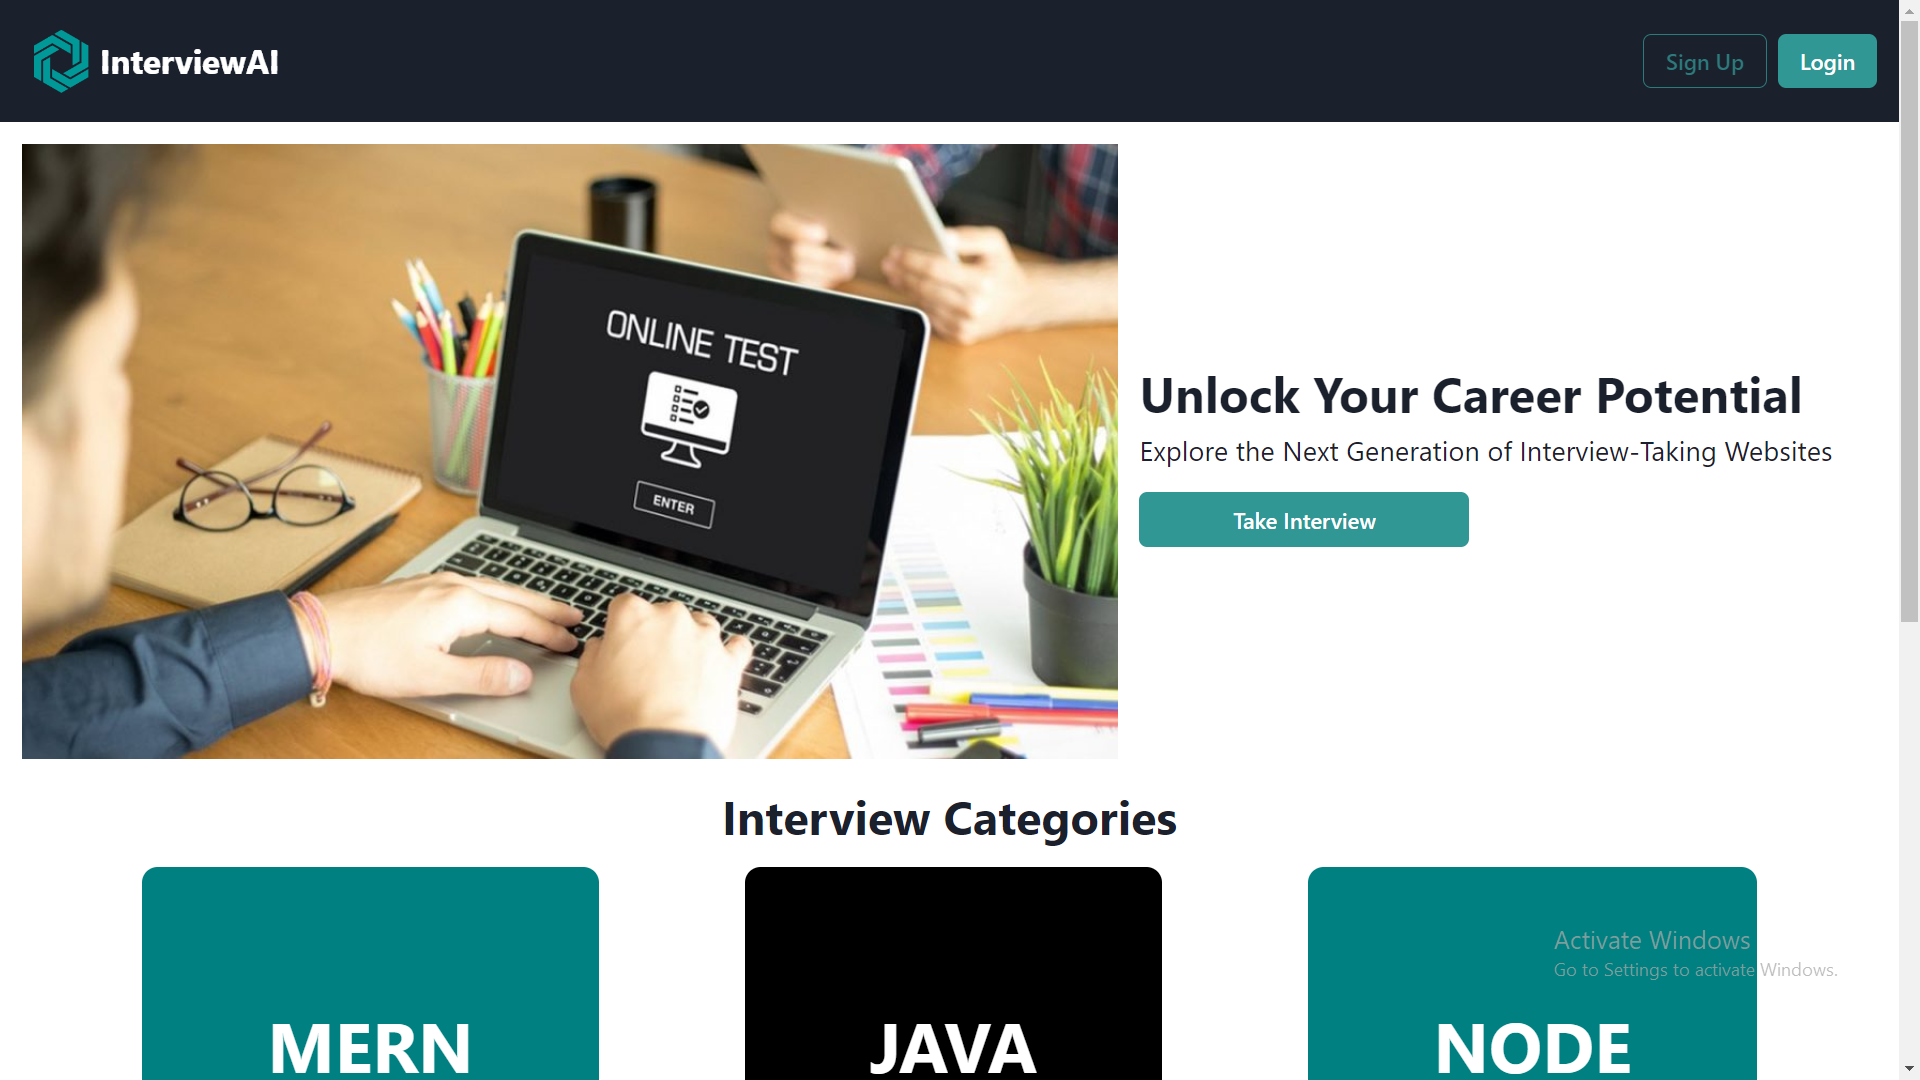 InterviewAI
Sign Up
Login
ONLINE TEST
ENTER
Unlock Your Career Potential
Explore the Next Generation of Interview-Taking Websites
Take Interview
Interview Categories
MERN
JAVA
NODE
Activate Windows
Go to Settings to activate Windows.